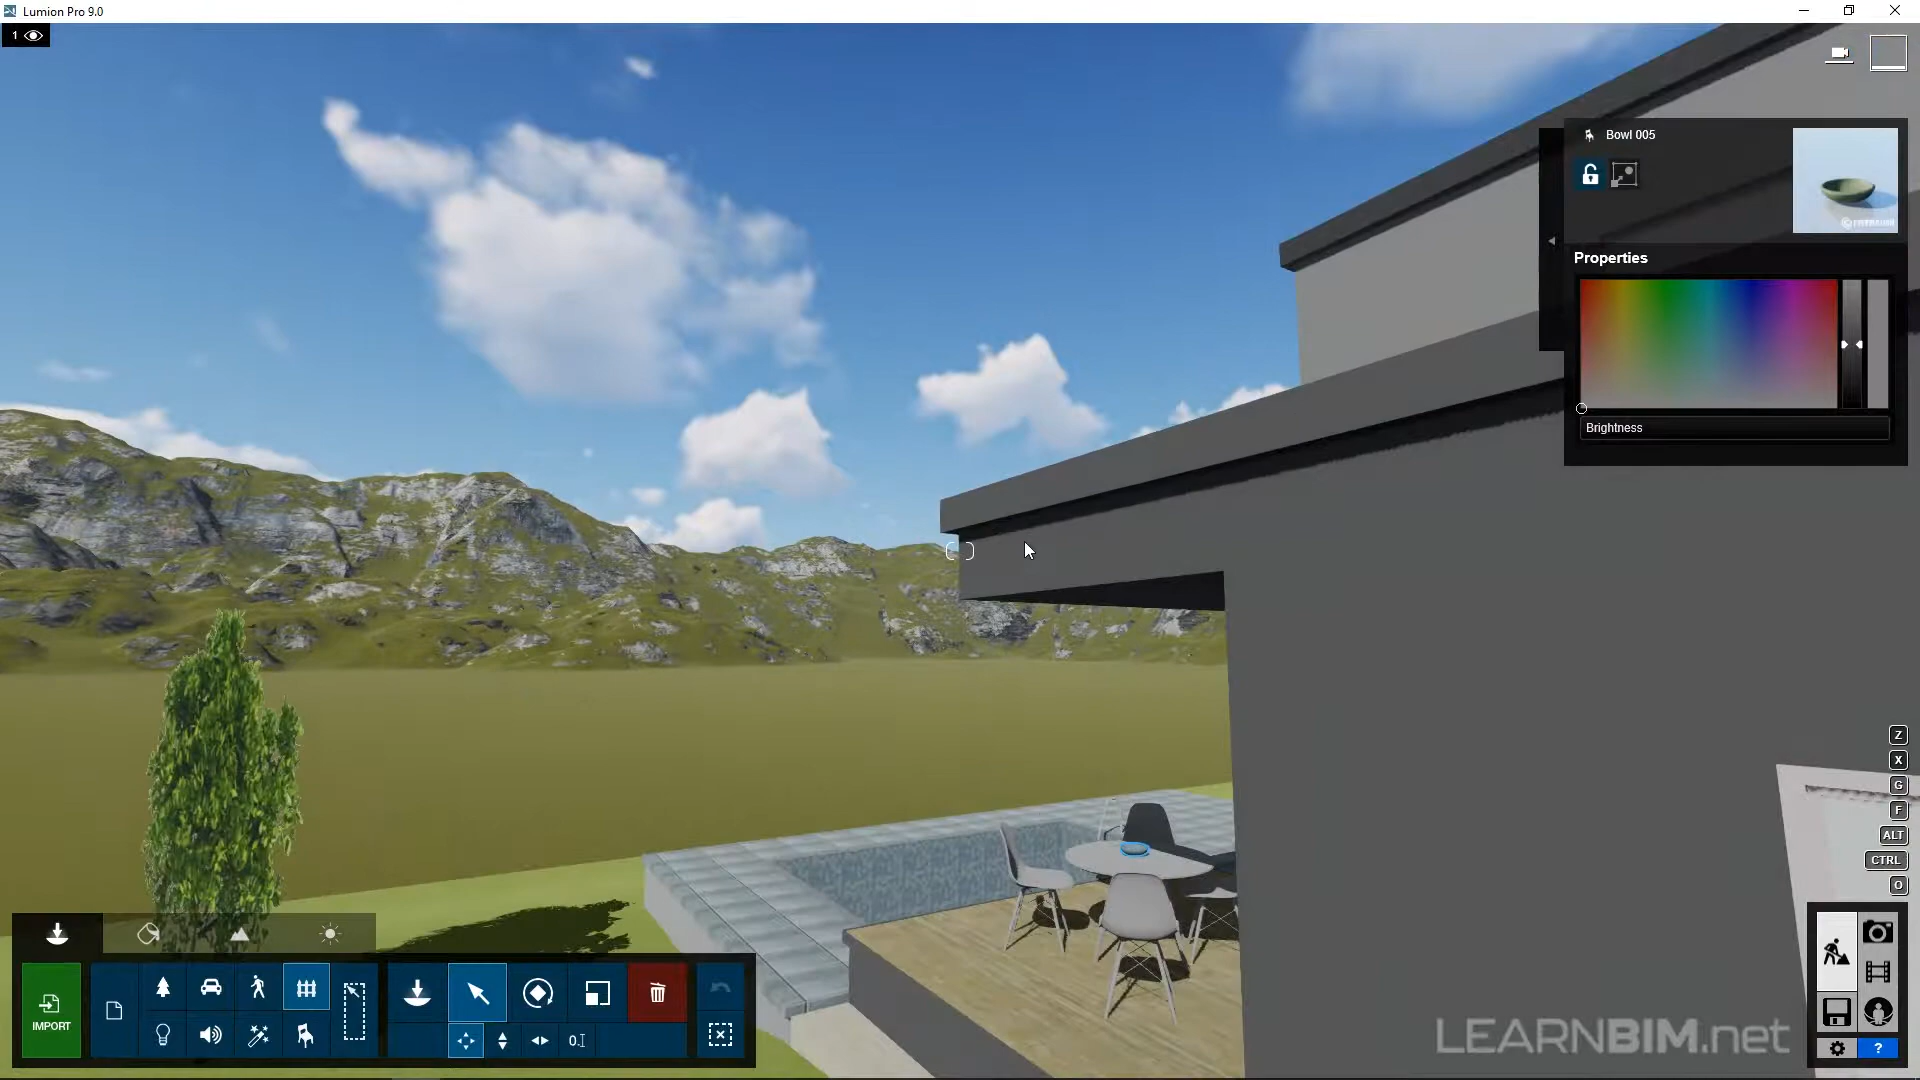 Lumion Pro 9.0
1
Bowl 005
Properties
Brightness
Z
X
G
F
ALT
CTRL
O
IMPORT
0.
?
LEARNBIM.net